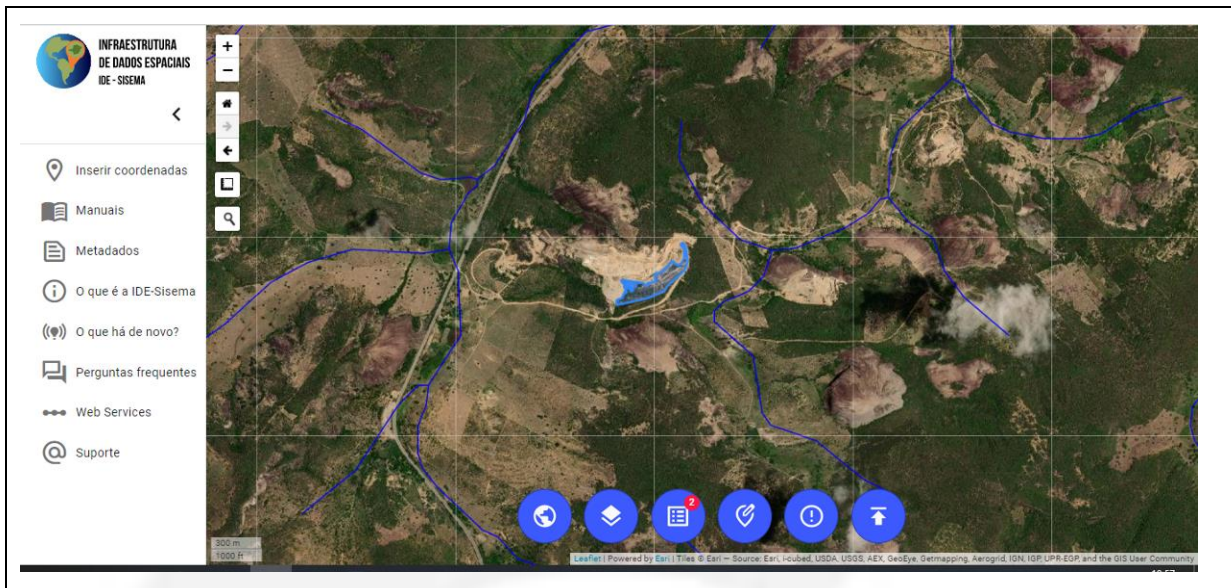 INFRAESTRUTURA
DE DADOS ESPACIAIS
IDE - SISEMA
Inserir coordenadas
Manuais
Metadados
O que é a IDE-Sisema
O que há de novo?
Perguntas frequentes
Web Services
Suporte
2
300 m
1000 ft
Leaflet | Powered by Esri | Tiles © Esri — Source: Esri, i-cubed, USDA, USGS, AEX, GeoEye, Getmapping, Aerogrid, IGN, IGP, UPR-EGP, and the GIS User Community